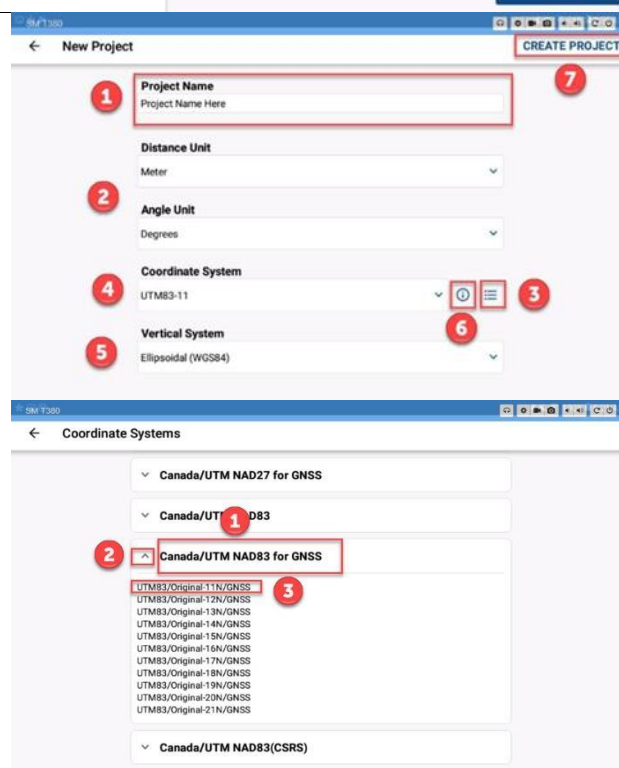 SM T380
New Project
CREATE PROJECT
7
Project Name
1
Project Name Here
Distance Unit
Meter
2
Angle Unit
Degrees
Coordinate System
4
UTM83-11
3
6
Vertical System
5
Ellipsoidal (WGS84)
SM T380
Coordinate Systems
Canada/UTM NAD27 for GNSS
Canada/UT D83
1
2
Canada/UTM NAD83 for GNSS
UTM83/Original-11N/GNSS
3
UTM83/Original-12N/GNSS
UTM83/Original-13N/GNSS
UTM83/Original-14N/GNSS
UTM83/Original-15N/GNSS
UTM83/Original-16N/GNSS
UTM83/Original-17N/GNSS
UTM83/Original-18N/GNSS
UTM83/Original-19N/GNSS
UTM83/Original-20N/GNSS
UTM83/Original-21N/GNSS
Canada/UTM NAD83(CSRS)